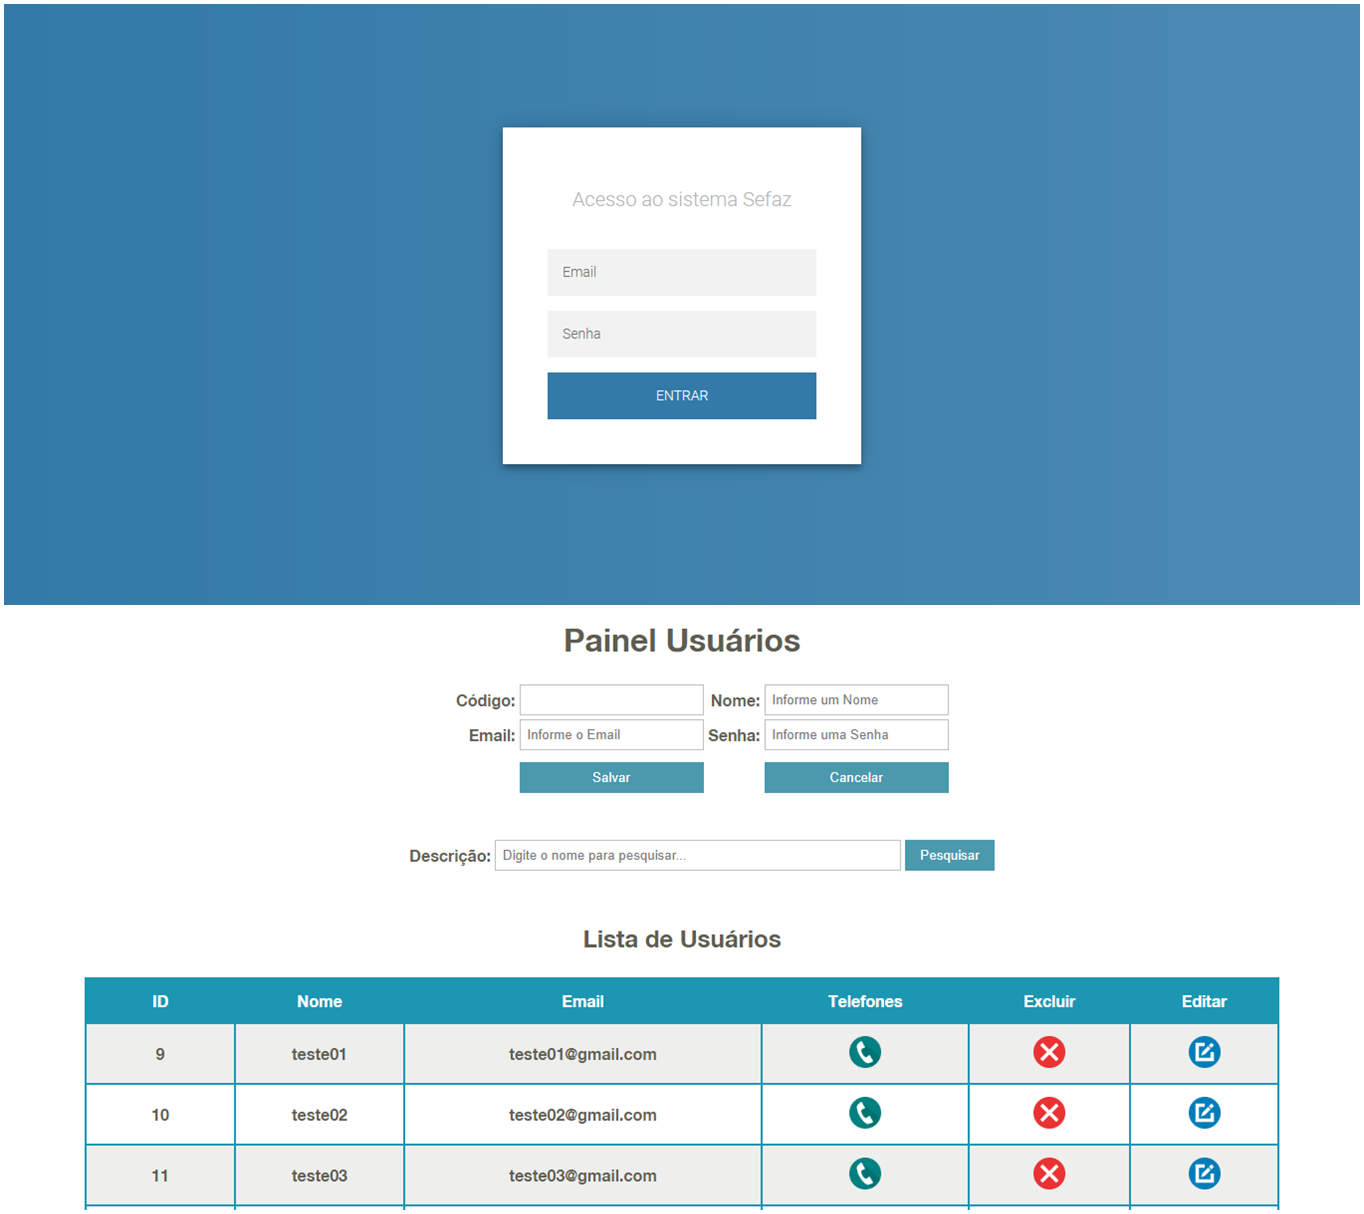 Acesso ao sistema Sefaz
Email
Senha
ENTRAR
Painel Usuários
Código: Nome: Informe um Nome
Email: Informe o Email Senha: Informe uma Senha
Salvar Cancelar
Descrição: Digite o nome para pesquisar... Pesquisar
Lista de Usuários
ID Nome Email Telefones Excluir Editar
9 teste01 teste01@gmail.com
10 teste02 teste02@gmail.com
11 teste03 teste03@gmail.com